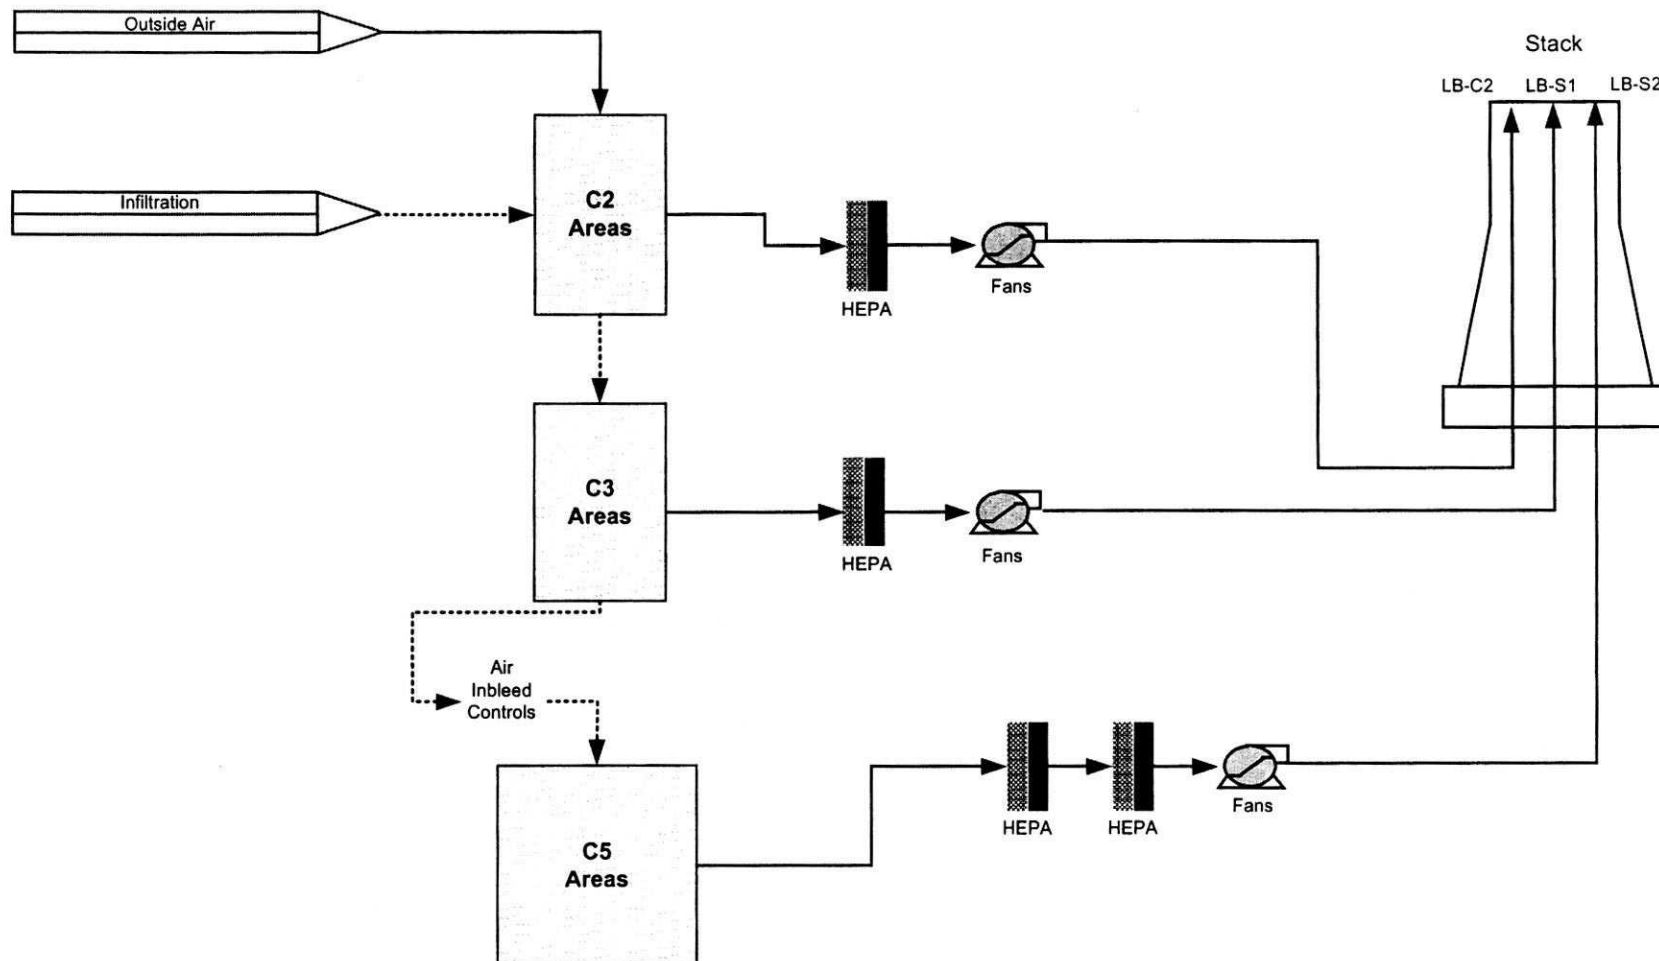 Outside Air
Stack
LB-C2 LB-S1 LB-S2
Infiltration
C2
Areas
HEPA
Fans
C3
Areas
HEPA
Fans
Air
Inbleed
Controls
HEPA
HEPA
Fans
C5
Areas